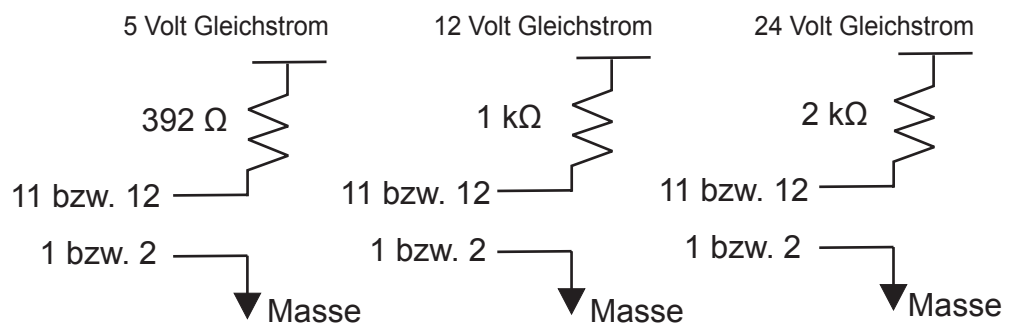 5 Volt Gleichstrom
392 Ω
11 bzw. 12
1 bzw. 2
Masse
12 Volt Gleichstrom
1 kΩ
11 bzw. 12
1 bzw. 2
Masse
24 Volt Gleichstrom
2 kΩ
11 bzw. 12
1 bzw. 2
Masse